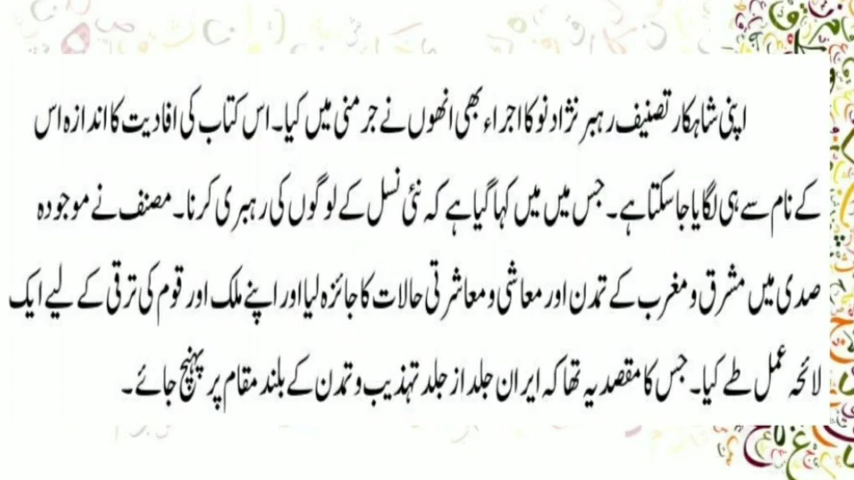 اپنی شاہکار تصنیف رہبر نژاد نو کا اجراء بھی انھوں نے جرمنی میں کیا۔ اس کتاب کی افادیت کا اندازہ اس
کے نام سے ہی لگایا جا سکتا ہے۔ جس میں میں کہا گیا ہے کہ نئی نسل کے لوگوں کی رہبری کرنا۔ مصنف نے موجودہ
صدی میں مشرق و مغرب کے تمدن اور معاشی و معاشرتی حالات کا جائزہ لیا اور اپنے ملک اور قوم کی ترقی کے لیے ایک
لائحہ عمل طے کیا۔ جس کا مقصد یہ تھا کہ ایران جلد از جلد تہذیب و تمدن کے بلند مقام پر پہنچ جائے۔